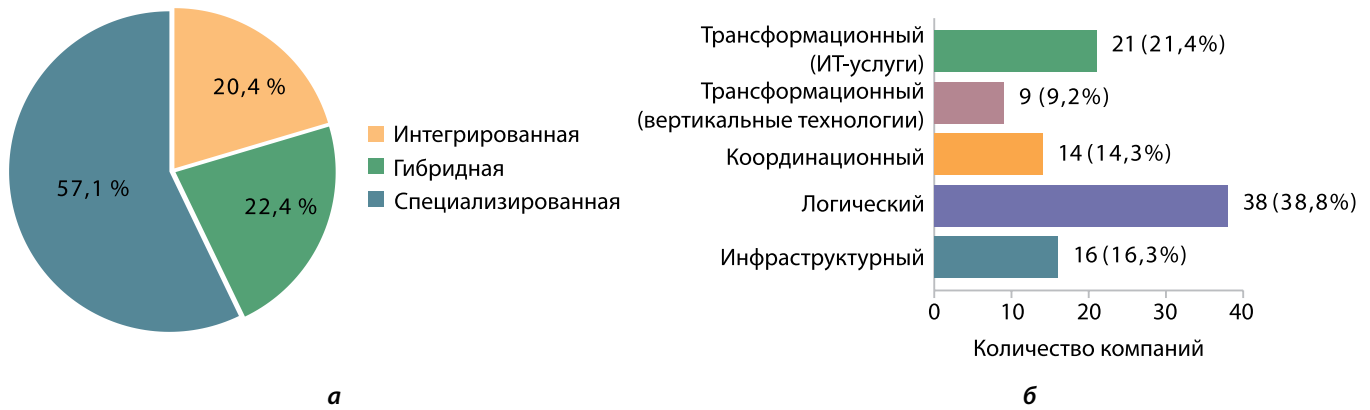 20,4 %
57,1 %
22,4 %
Интегрированная
Гибридная
Специализированная
а
Трансформационный
(ИТ-услуги)
21 (21,4%)
Трансформационный
(вертикальные технологии)
9 (9,2%)
Координационный
14 (14,3%)
Логический
38 (38,8%)
Инфраструктурный
16 (16,3%)
0 10 20 30 40
Количество компаний
б